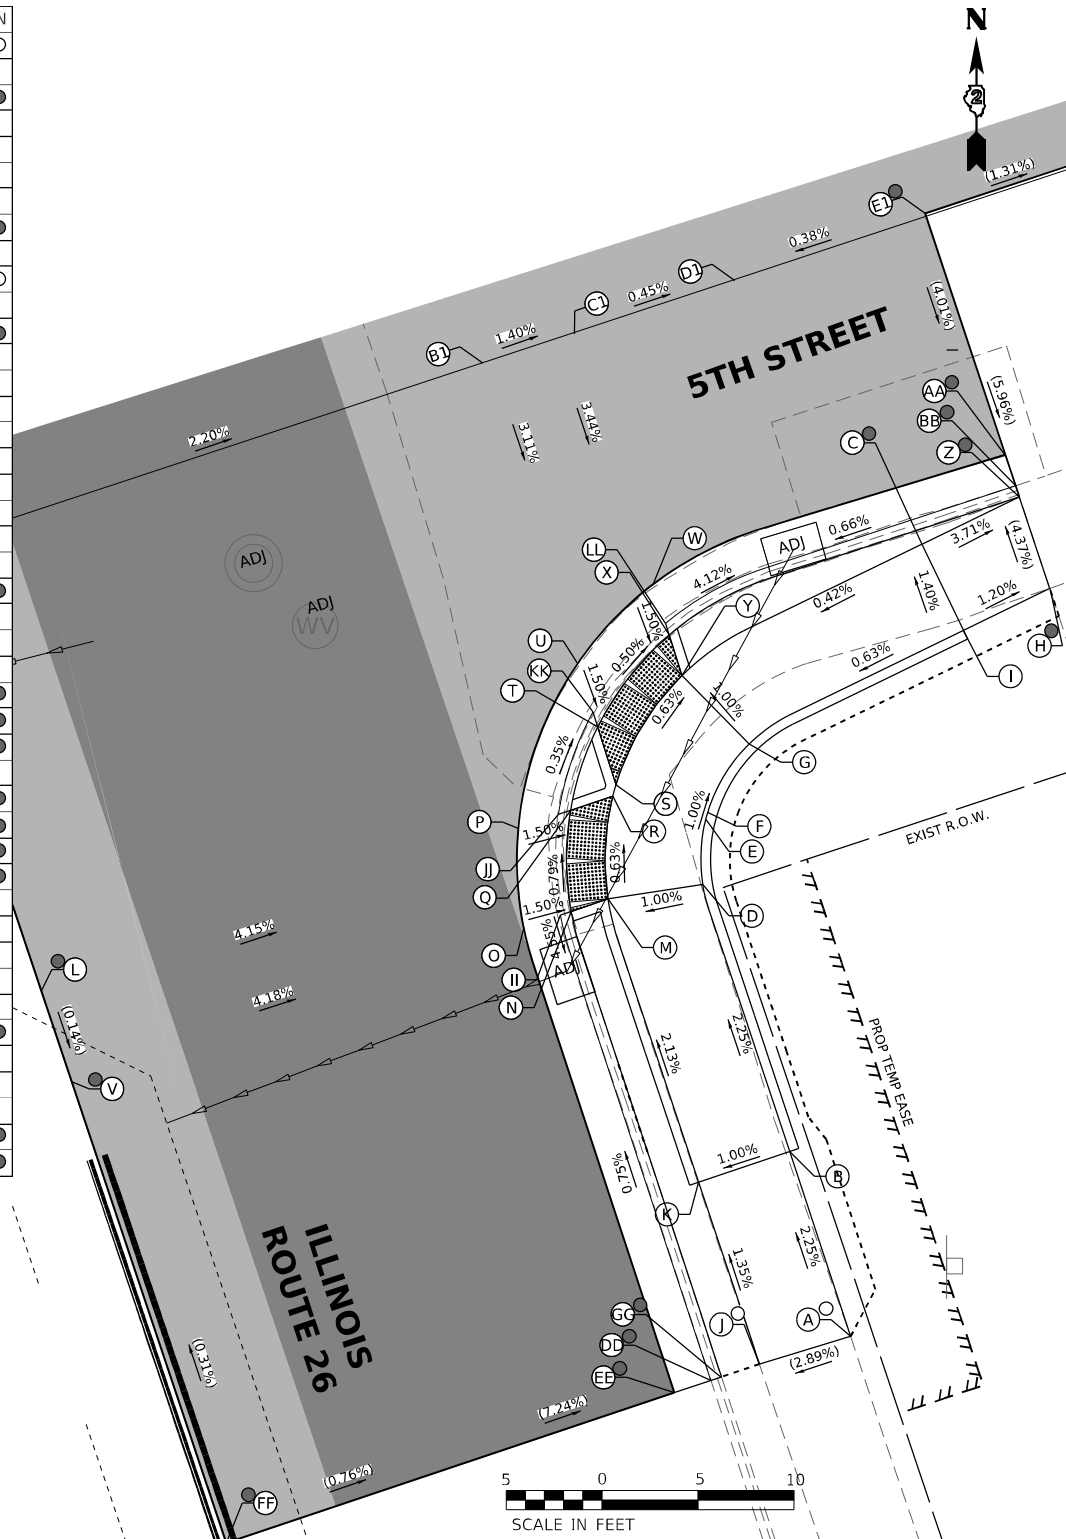 N
2
N
(1.31%)
E1
0.38%
D1
0.45%
C1
1.40%
B1
(4.01%)
5TH STREET
2.20%
3.11%
3.44%
AA
(5.96%)
BB
C
Z
W
LL
X
ADJ
0.66%
3.71%
(4.37%)
ADJ
ADJ
WV
4.12%
0.42%
1.40%
1.20%
Y
1.50%
U
0.50%
0.63%
H
KK
1.50%
T
0.63%
1.00%
I
0.35%
G
S
P
1.50%
R
1.00%
F
EXIST R.O.W.
E
JJ
0.79%
0.63%
Q
1.50%
1.00%
D
4.15%
4.55%
O
M
L
II
ADJ
4.18%
N
(0.14%)
2.13%
2.25%
PROP TEMP EASE
V
0.75%
1.00%
B
K
ILLINOIS
ROUTE 26
2.25%
1.35%
GG
J
A
(0.31%)
DD
(2.89%)
EE
(7.24%)
(0.76%)
FF
5 0 5 10
SCALE IN FEET